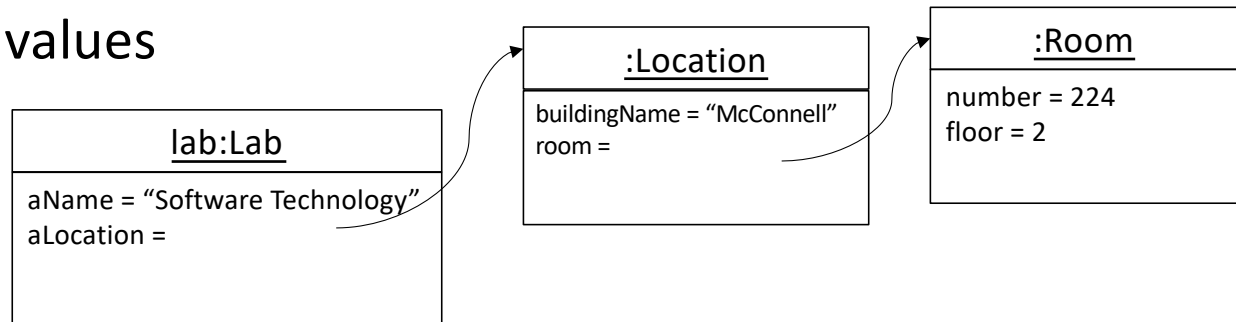 values
lab:Lab
aName = “Software Technology”
aLocation =
:Location
buildingName = “McConnell”
room =
:Room
number = 224
floor = 2